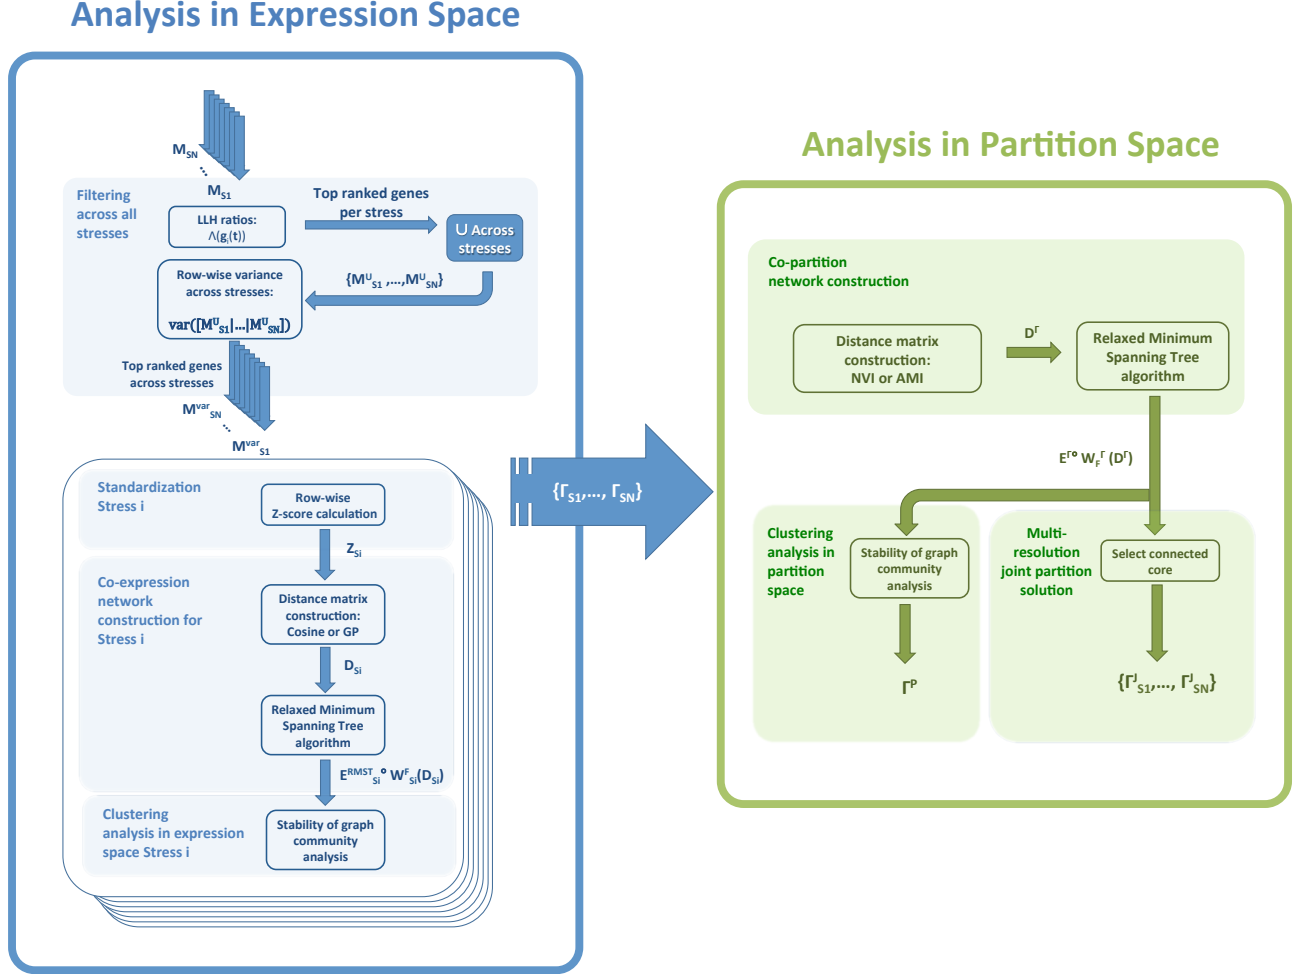 Analysis in Expression Space
M_SN
...
M_S1
Filtering
across all
stresses
LLH ratios:
Λ(g_i(t))
Top ranked genes
per stress
U Across
stresses
{M^U_S1 ,...,M^U_SN}
Row-wise variance
across stresses:
var([M^U_S1|...|M^U_SN])
Top ranked genes
across stresses
M^var_SN
...
M^var_S1
Standardization
Stress i
Row-wise
Z-score calculation
Z_Si
Co-expression
network
construction for
Stress i
Distance matrix
construction:
Cosine or GP
D_Si
Relaxed Minimum
Spanning Tree
algorithm
E^RMST_Si∘ W^F_Si(D_Si)
Clustering
analysis in expression
space Stress i
Stability of graph
community
analysis
{Γ_S1,..., Γ_SN}
Analysis in Partition Space
Co-partition
network construction
Distance matrix
construction:
NVI or AMI
D^Γ
Relaxed Minimum
Spanning Tree
algorithm
E^Γ∘ W_F^Γ (D^Γ)
Clustering
analysis in
partition
space
Stability of graph
community
analysis
Γ^P
Multi-
resolution
joint partition
solution
Select connected
core
{Γ^J_S1,..., Γ^J_SN}